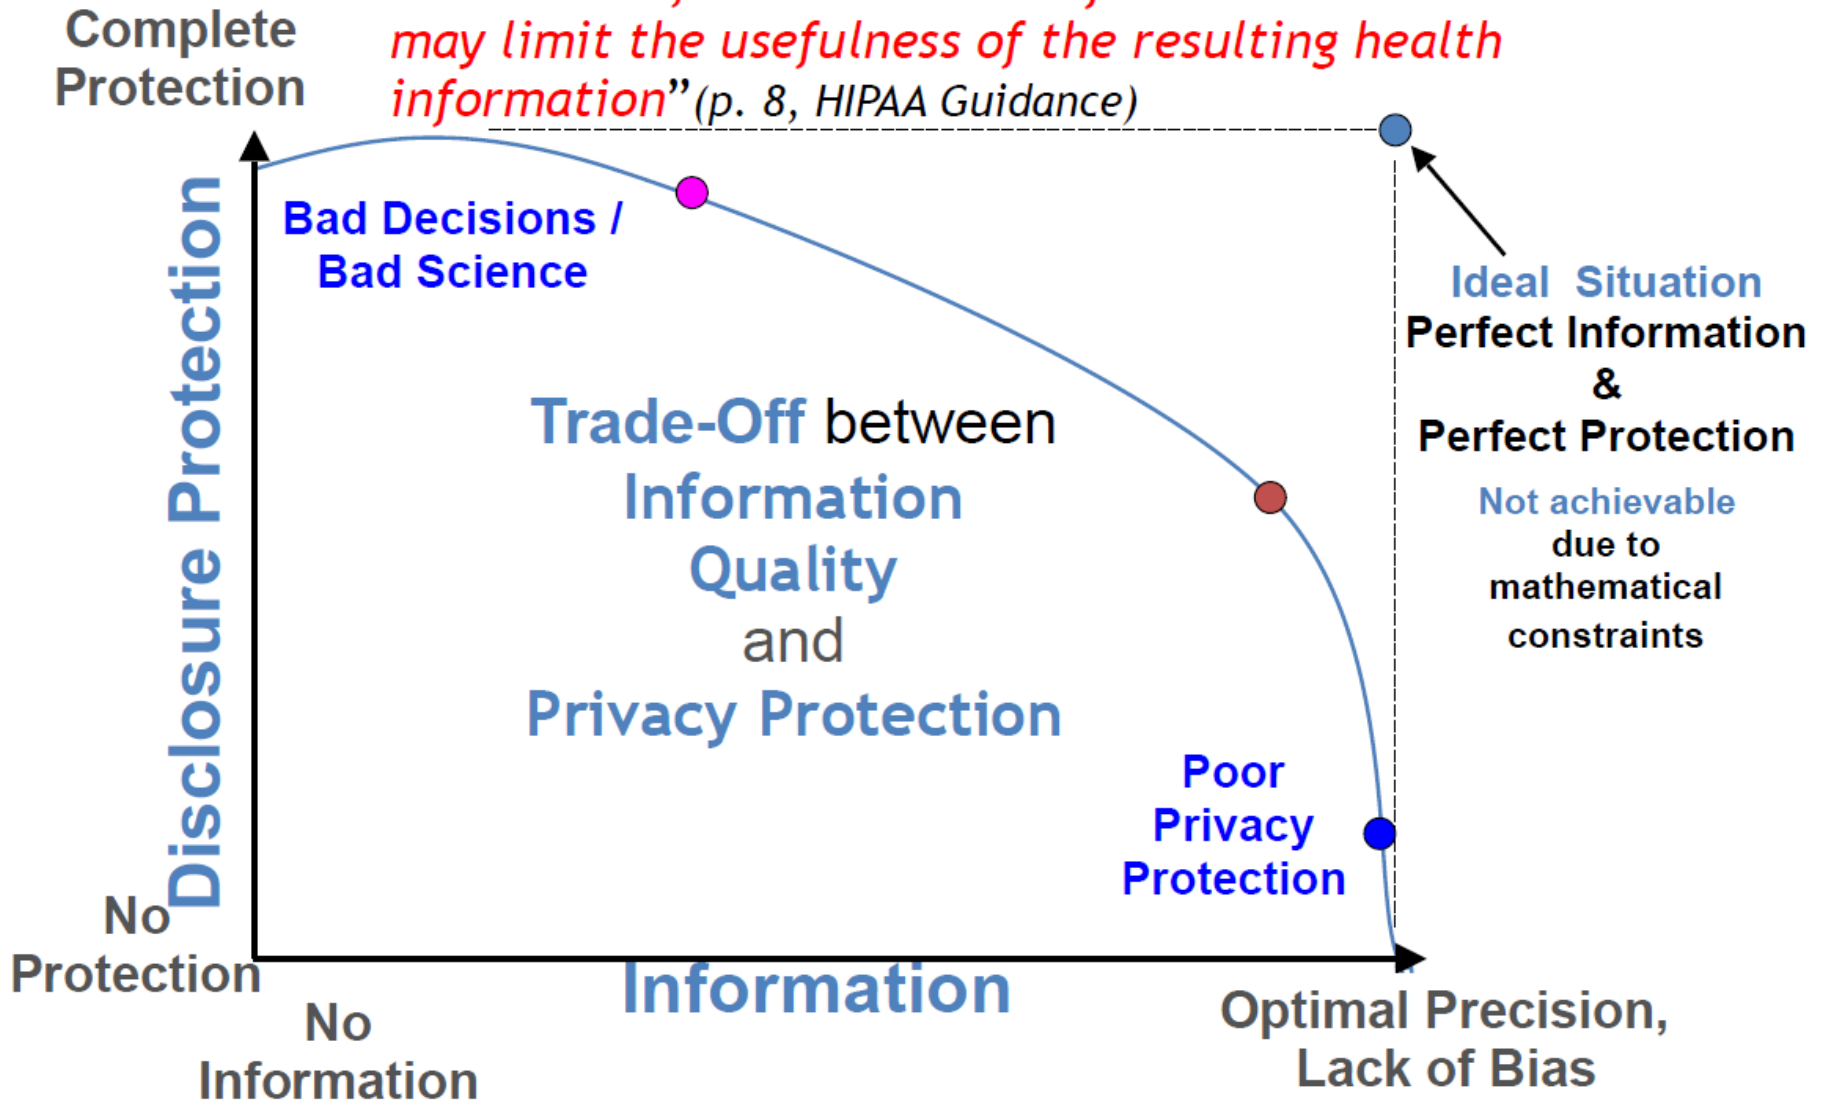 Complete
Protection
may limit the usefulness of the resulting health
information”(p. 8, HIPAA Guidance)
Bad Decisions /
Bad Science
Ideal Situation
Perfect Information
&
Perfect Protection
Not achievable
due to
mathematical
constraints
Trade-Off between
Information
Quality
and
Privacy Protection
Disclosure Protection
Poor
Privacy
Protection
No
Protection
No
Information
Information
Optimal Precision,
Lack of Bias